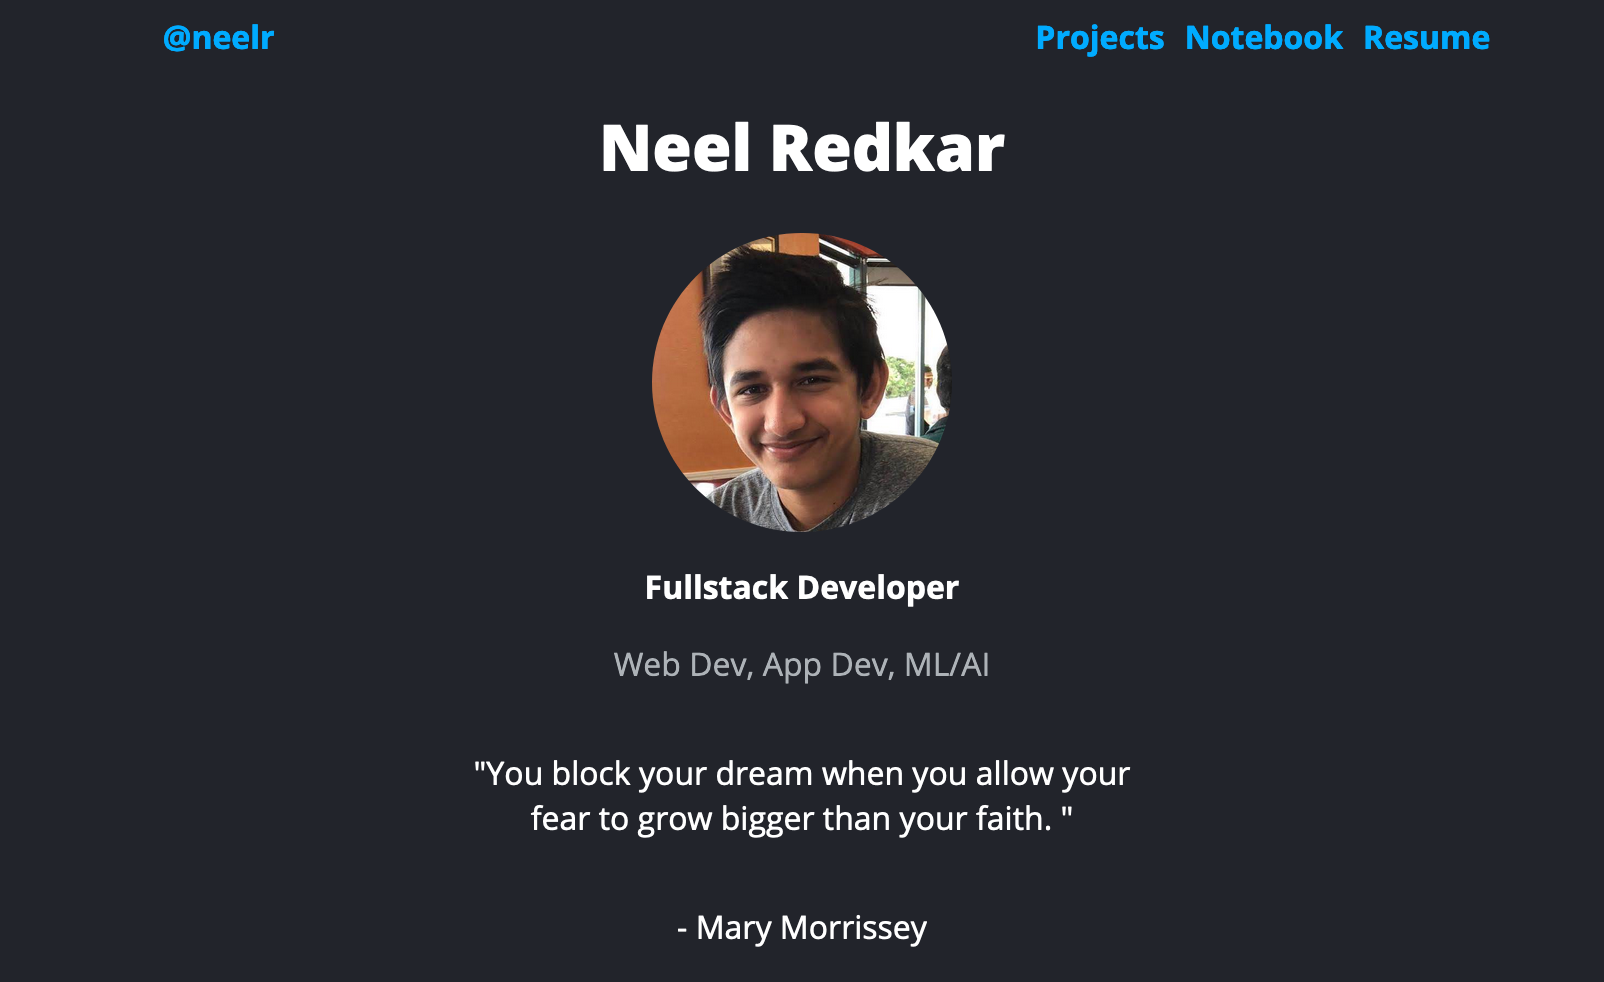 @neelr
Projects Notebook Resume
Neel Redkar
Fullstack Developer
Web Dev, App Dev, ML/AI
"You block your dream when you allow your
fear to grow bigger than your faith. "
- Mary Morrissey